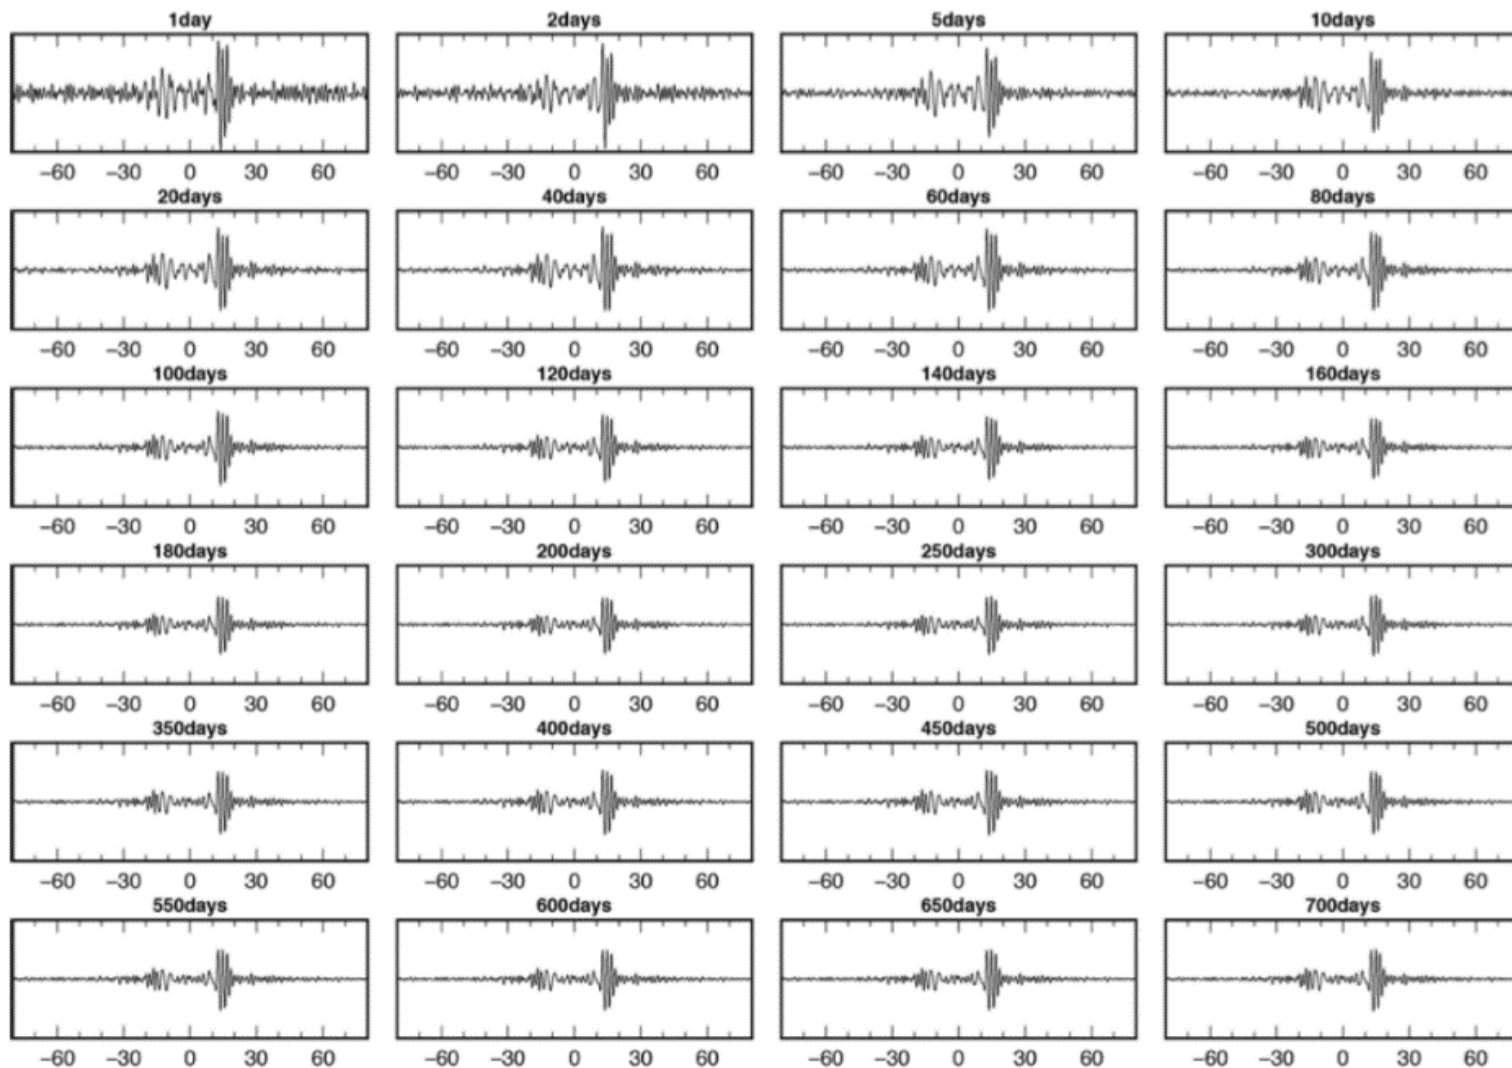 1day 2days 5days 10days
−60 −30 0 30 60 −60 −30 0 30 60 −60 −30 0 30 60 −60 −30 0 30 60
20days 40days 60days 80days
−60 −30 0 30 60 −60 −30 0 30 60 −60 −30 0 30 60 −60 −30 0 30 60
100days 120days 140days 160days
−60 −30 0 30 60 −60 −30 0 30 60 −60 −30 0 30 60 −60 −30 0 30 60
180days 200days 250days 300days
−60 −30 0 30 60 −60 −30 0 30 60 −60 −30 0 30 60 −60 −30 0 30 60
350days 400days 450days 500days
−60 −30 0 30 60 −60 −30 0 30 60 −60 −30 0 30 60 −60 −30 0 30 60
550days 600days 650days 700days
−60 −30 0 30 60 −60 −30 0 30 60 −60 −30 0 30 60 −60 −30 0 30 60